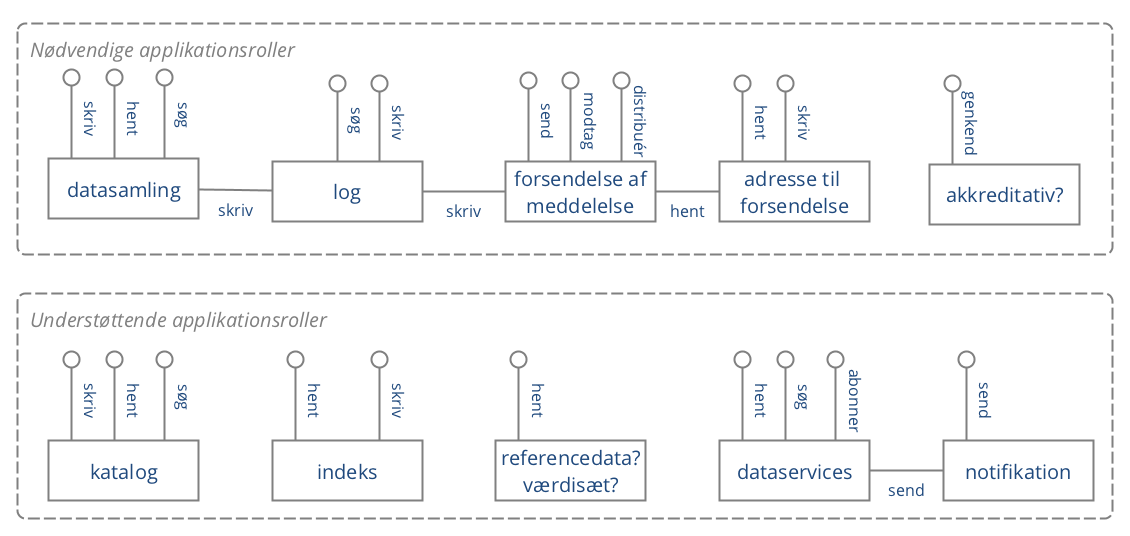 Nødvendige applikationsroller
skriv
hent
søg
søg
skriv
send
modtag
distribuér
hent
skriv
genkend
datasamling
skriv
log
skriv
forsendelse af
meddelelse
hent
adresse til
forsendelse
akkreditativ?
Understøttende applikationsroller
skriv
hent
søg
hent
skriv
hent
hent
søg
abonner
send
katalog
indeks
referencedata?
værdisæt?
dataservices
send
notifikation